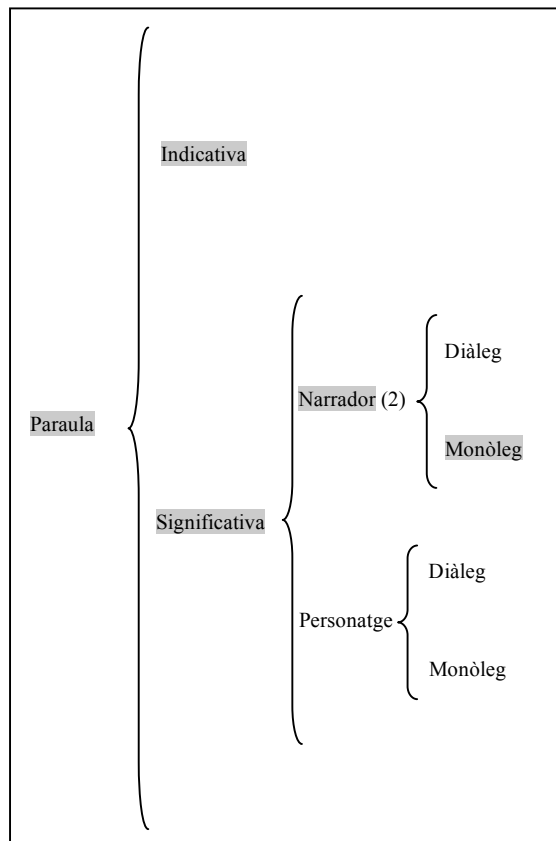 Indicativa
Diàleg
Narrador (2)
Paraula
Monòleg
Significativa
Diàleg
Personatge
Monòleg